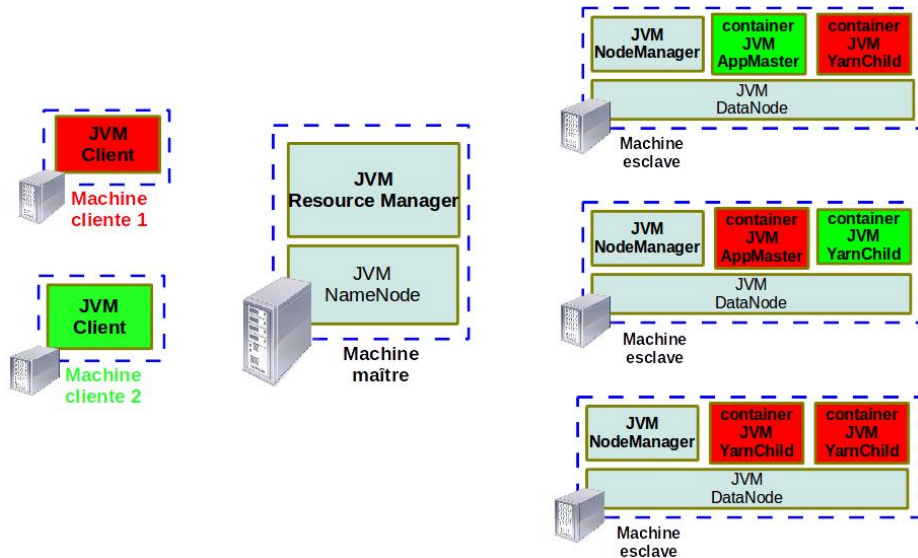 JVM
Client
Machine
cliente 1
JVM
Client
Machine
cliente 2
JVM
Resource Manager
JVM
NameNode
Machine
maître
JVM
NodeManager
container
JVM
AppMaster
container
JVM
YarnChild
JVM
DataNode
Machine
esclave
JVM
NodeManager
container
JVM
AppMaster
container
JVM
YarnChild
JVM
DataNode
Machine
esclave
JVM
NodeManager
container
JVM
YarnChild
container
JVM
YarnChild
JVM
DataNode
Machine
esclave